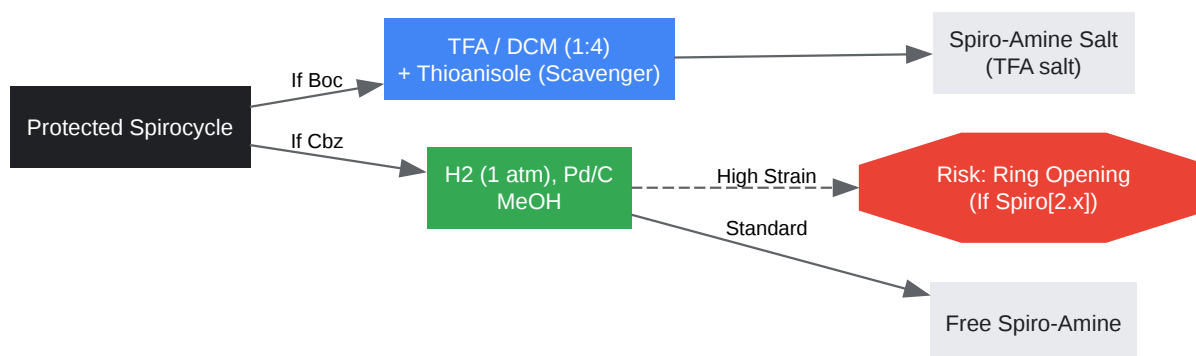 Protected Spirocycle
If Boc
If Cbz
TFA / DCM (1:4)
+ Thioanisole (Scavenger)
Spiro-Amine Salt
(TFA salt)
H2 (1 atm), Pd/C
MeOH
High Strain
Standard
Risk: Ring Opening
(If Spiro[2.x])
Free Spiro-Amine